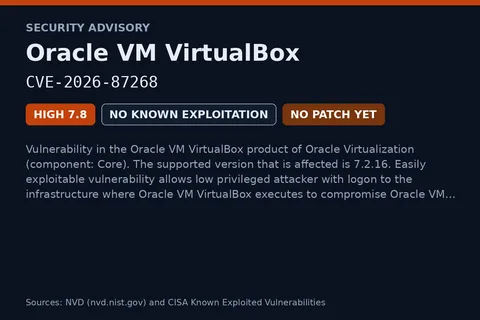 SECURITY ADVISORY
Oracle VM VirtualBox
CVE-2026-87268
HIGH 7.8 NO KNOWN EXPLOITATION NO PATCH YET
Vulnerability in the Oracle VM VirtualBox product of Oracle Virtualization
(component: Core). The supported version that is affected is 7.2.16. Easily
exploitable vulnerability allows low privileged attacker with logon to the
infrastructure where Oracle VM VirtualBox executes to compromise Oracle VM...
Sources: NVD (nvd.nist.gov) and CISA Known Exploited Vulnerabilities